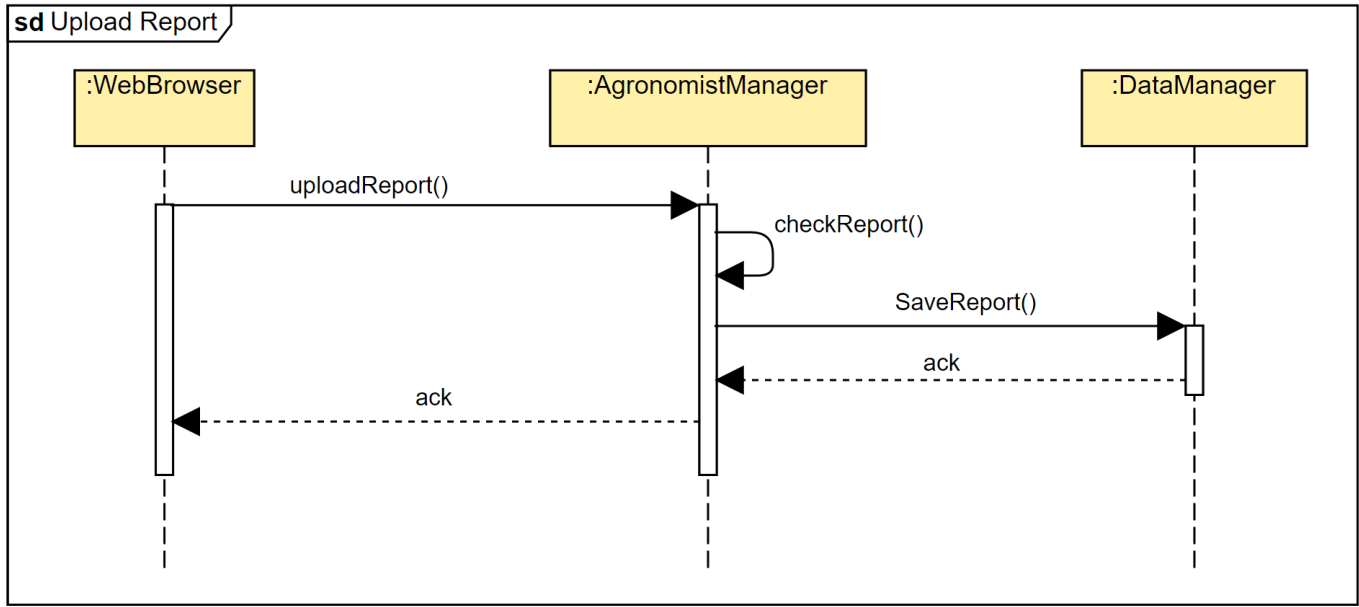 sd Upload Report
:WebBrowser
:AgronomistManager
:DataManager
uploadReport()
checkReport()
SaveReport()
ack
ack